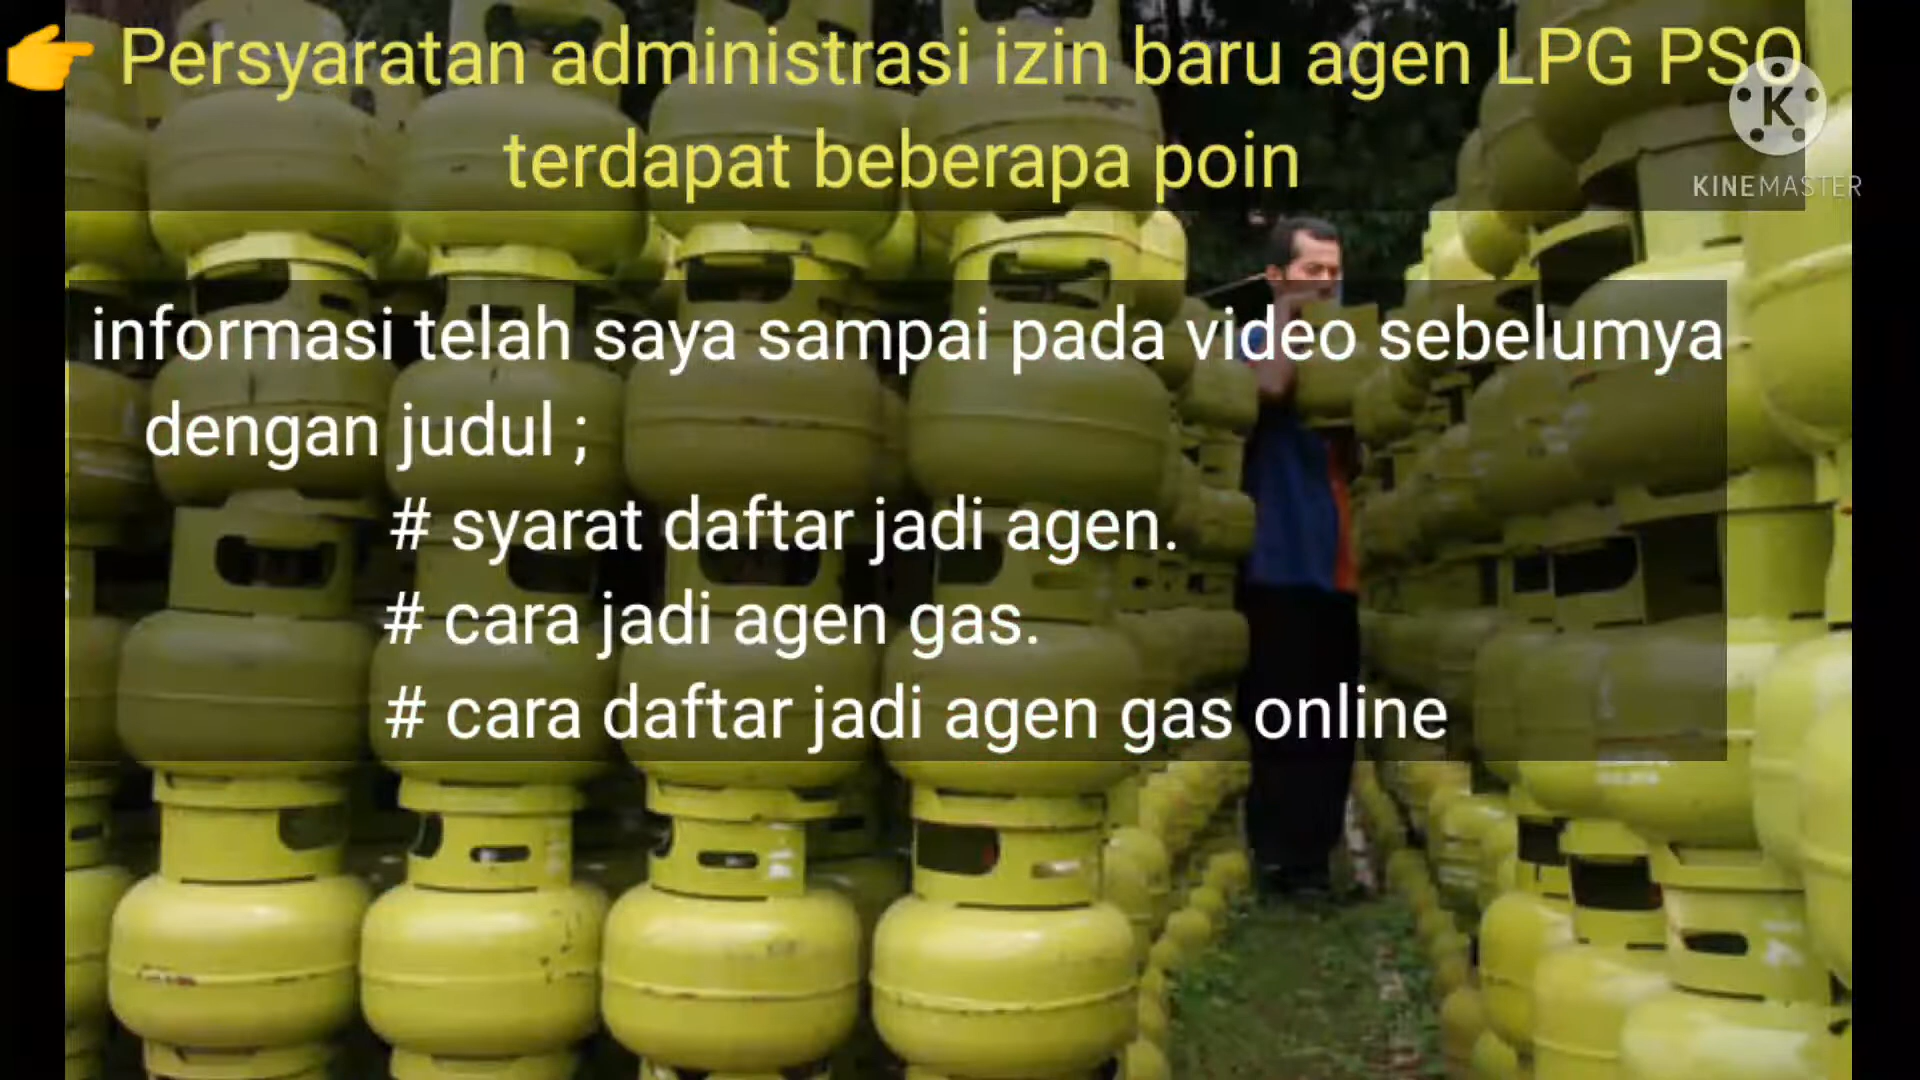 Persyaratan administrasi izin baru agen LPG PSO
terdapat beberapa poin
KINEMASTER
informasi telah saya sampai pada video sebelumya
dengan judul ;
# syarat daftar jadi agen.
# cara jadi agen gas.
# cara daftar jadi agen gas online